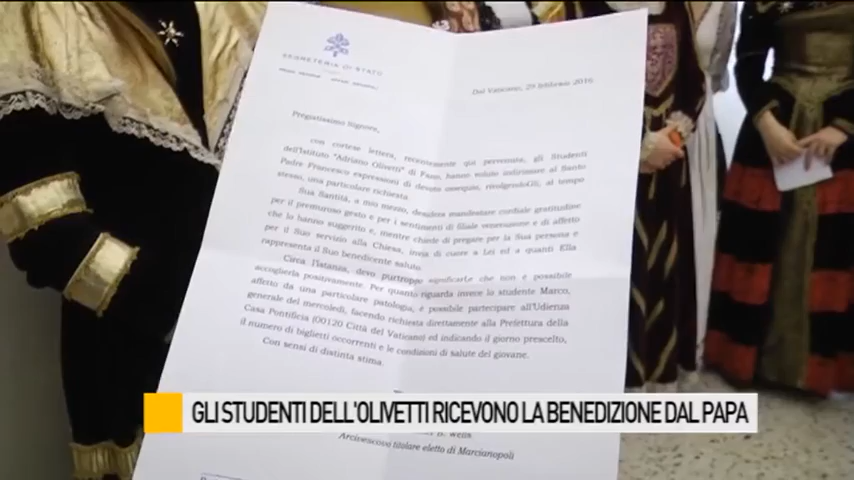 SEGRETERIA DI STATO
Dal Vaticano, 29 febbraio 2016
Pregiatissimo Signore,
con cortese lettera, recentemente qui pervenuta, gli Studenti
dell'Istituto "Adriano Olivetti" di Fano, hanno voluto indirizzare al Santo
Padre Francesco espressioni di devoto ossequio, rivolgendoGli, al tempo
stesso, una particolare richiesta.
Sua Santità, a mio mezzo, desidera manifestare cordiale gratitudine
per il premuroso gesto e per i sentimenti di filiale venerazione e di affetto
che lo hanno suggerito e, mentre chiede di pregare per la Sua persona e
per il Suo servizio alla Chiesa, invia di cuore a Lei ed a quanti Ella
rappresenta il Suo benedicente saluto.
Circa l'istanza, devo purtroppo significarLe che non è possibile
accoglierla positivamente. Per quanto riguarda invece lo studente Marco,
affetto da una particolare patologia, è possibile partecipare all'Udienza
generale del mercoledì, facendo richiesta direttamente alla Prefettura della
Casa Pontificia (00120 Città del Vaticano) ed indicando il giorno prescelto,
il numero di biglietti occorrenti e le condizioni di salute del giovane.
Con sensi di distinta stima.
GLI STUDENTI DELL'OLIVETTI RICEVONO LA BENEDIZIONE DAL PAPA
B. Wells
Arcivescovo titolare eletto di Marcianopoli